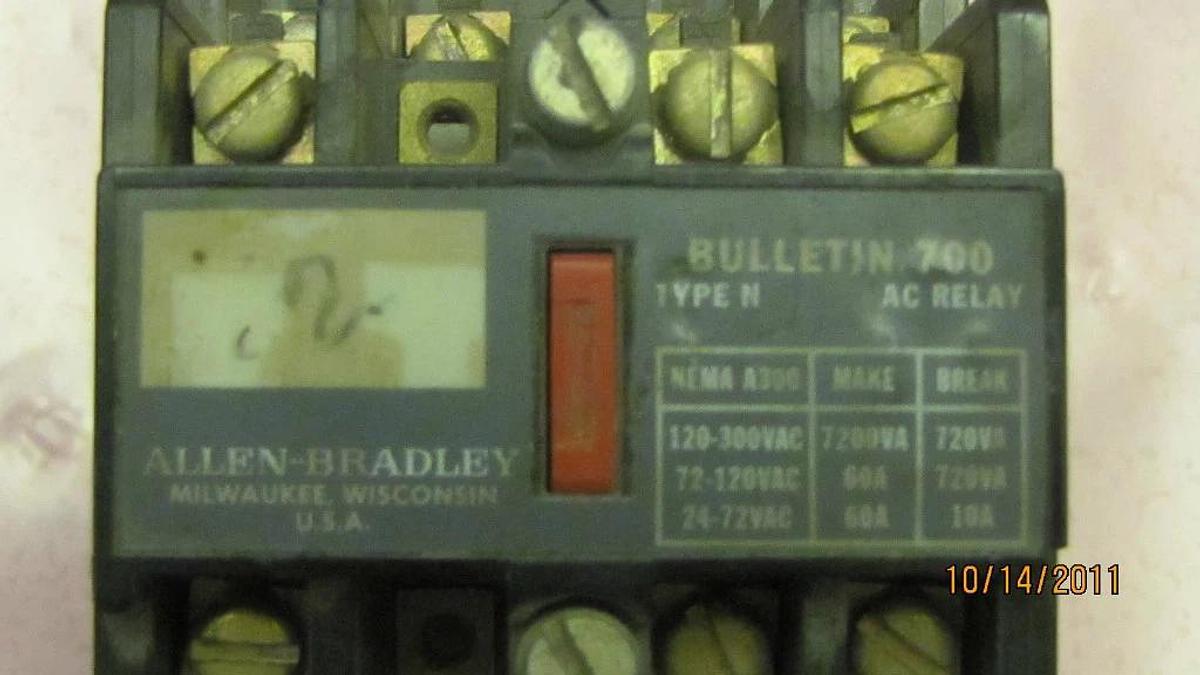 BULLETIN 700
TYPE N AC RELAY
NEMA A300 MAKE BREAK
120-300VAC 7200VA 720VA
72-120VAC 60A 720VA
24-72VAC 60A 10A
ALLEN-BRADLEY
MILWAUKEE, WISCONSIN
U.S.A.
10/14/2011